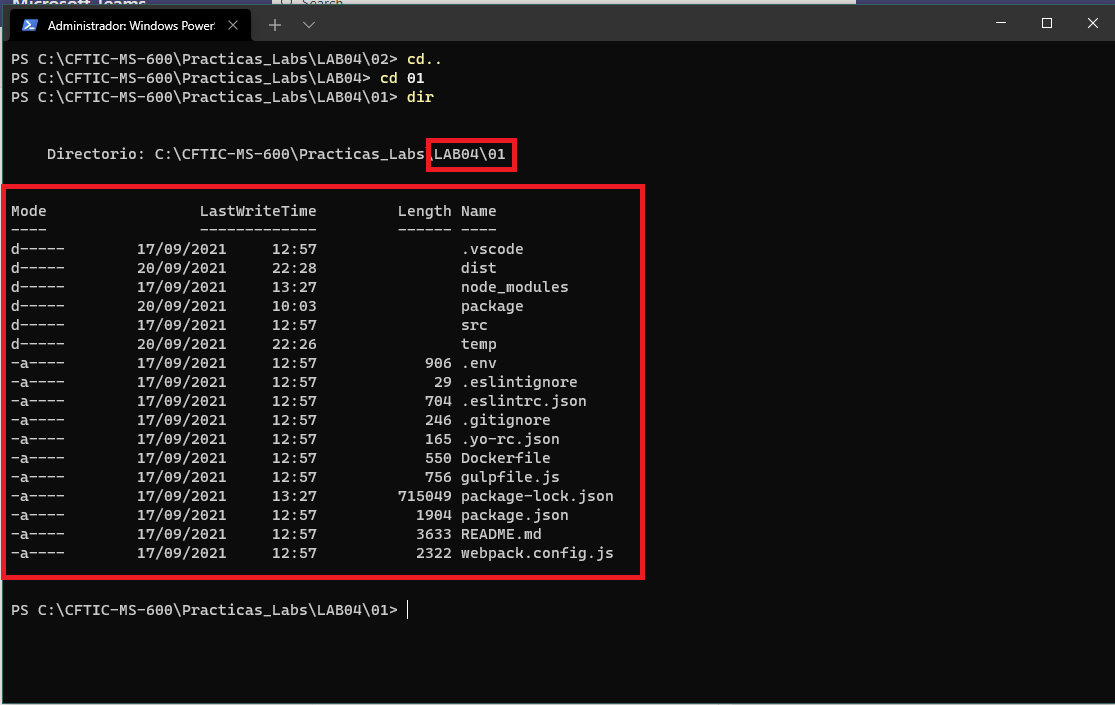 Microsoft Teams
Search
Administrador: Windows Power
PS C:\CFTIC-MS-600\Practicas_Labs\LAB04\02> cd..
PS C:\CFTIC-MS-600\Practicas_Labs\LAB04> cd 01
PS C:\CFTIC-MS-600\Practicas_Labs\LAB04\01> dir
Directorio: C:\CFTIC-MS-600\Practicas_Labs\LAB04\01
Mode LastWriteTime Length Name
---- ------------- ------ ----
d----- 17/09/2021 12:57 .vscode
d----- 20/09/2021 22:28 dist
d----- 17/09/2021 13:27 node_modules
d----- 20/09/2021 10:03 package
d----- 17/09/2021 12:57 src
d----- 20/09/2021 22:26 temp
-a---- 17/09/2021 12:57 906 .env
-a---- 17/09/2021 12:57 29 .eslintignore
-a---- 17/09/2021 12:57 704 .eslintrc.json
-a---- 17/09/2021 12:57 246 .gitignore
-a---- 17/09/2021 12:57 165 .yo-rc.json
-a---- 17/09/2021 12:57 550 Dockerfile
-a---- 17/09/2021 12:57 756 gulpfile.js
-a---- 17/09/2021 13:27 715049 package-lock.json
-a---- 17/09/2021 12:57 1904 package.json
-a---- 17/09/2021 12:57 3633 README.md
-a---- 17/09/2021 12:57 2322 webpack.config.js
PS C:\CFTIC-MS-600\Practicas_Labs\LAB04\01>